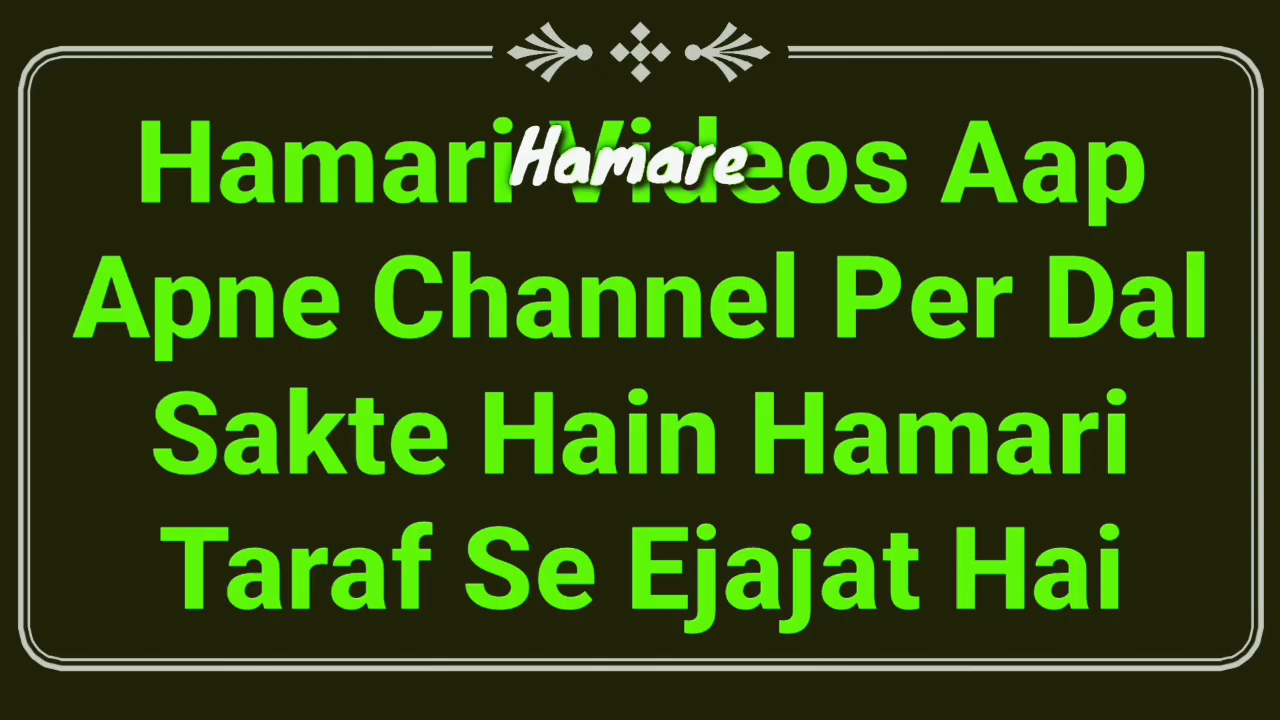 Hamari Videos Aap
Hamare
Apne Channel Per Dal
Sakte Hain Hamari
Taraf Se Ejajat Hai